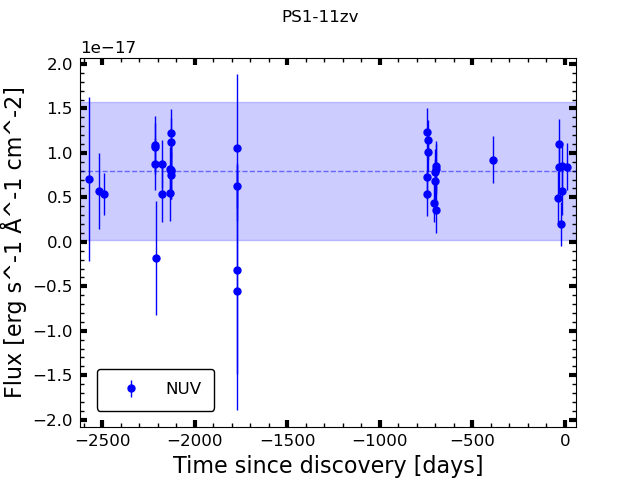 PS1-11zv
1e−17
2.0
1.5
1.0
0.5
0.0
−0.5
−1.0
−1.5
−2.0
Flux [erg s^-1 Å^-1 cm^-2]
NUV
−2500 −2000 −1500 −1000 −500 0
Time since discovery [days]